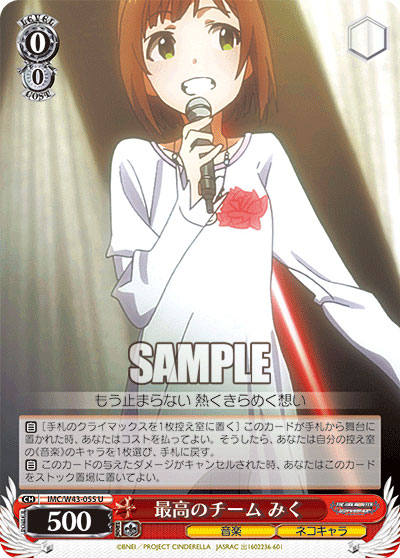 LEVEL
0
0
COST
SAMPLE
もう止まらない 熱くきらめく想い
自 [手札のクライマックスを1枚控え室に置く] このカードが手札から舞台に
置かれた時、あなたはコストを払ってよい。そうしたら、あなたは自分の控え室
の《音楽》のキャラを1枚選び、手札に戻す。
自 このカードの与えたダメージがキャンセルされた時、あなたはこのカードを
ストック置場に置く。
CH IMC/W43-055 U
500
最高のチーム みく
音楽
ネコキャラ
©BNEI / PROJECT CINDERELLA JASRAC 出1602236-601